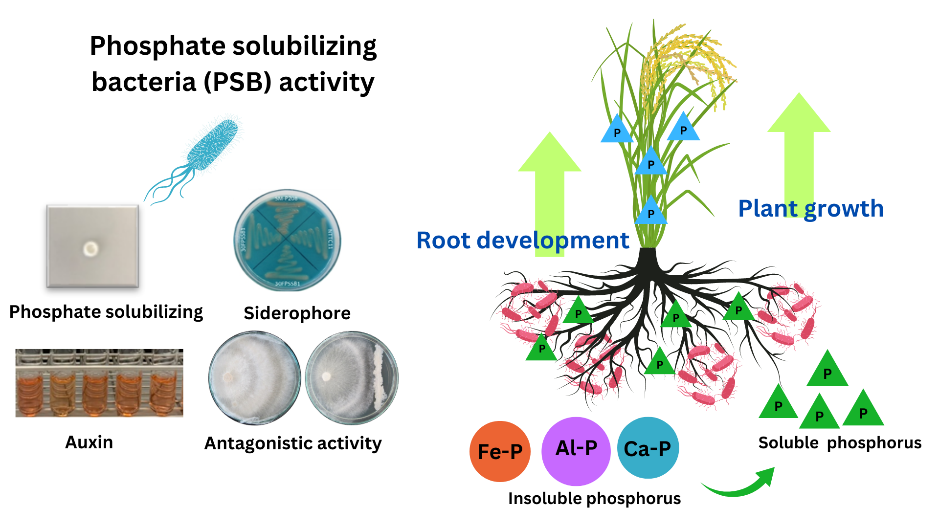 Phosphate solubilizing
bacteria (PSB) activity
Phosphate solubilizing
Siderophore
Auxin
Antagonistic activity
P
P
P
P
Root development
Plant growth
P
P
P
P
P
P
P
P
P
Soluble phosphorus
Fe-P
Al-P
Ca-P
Insoluble phosphorus